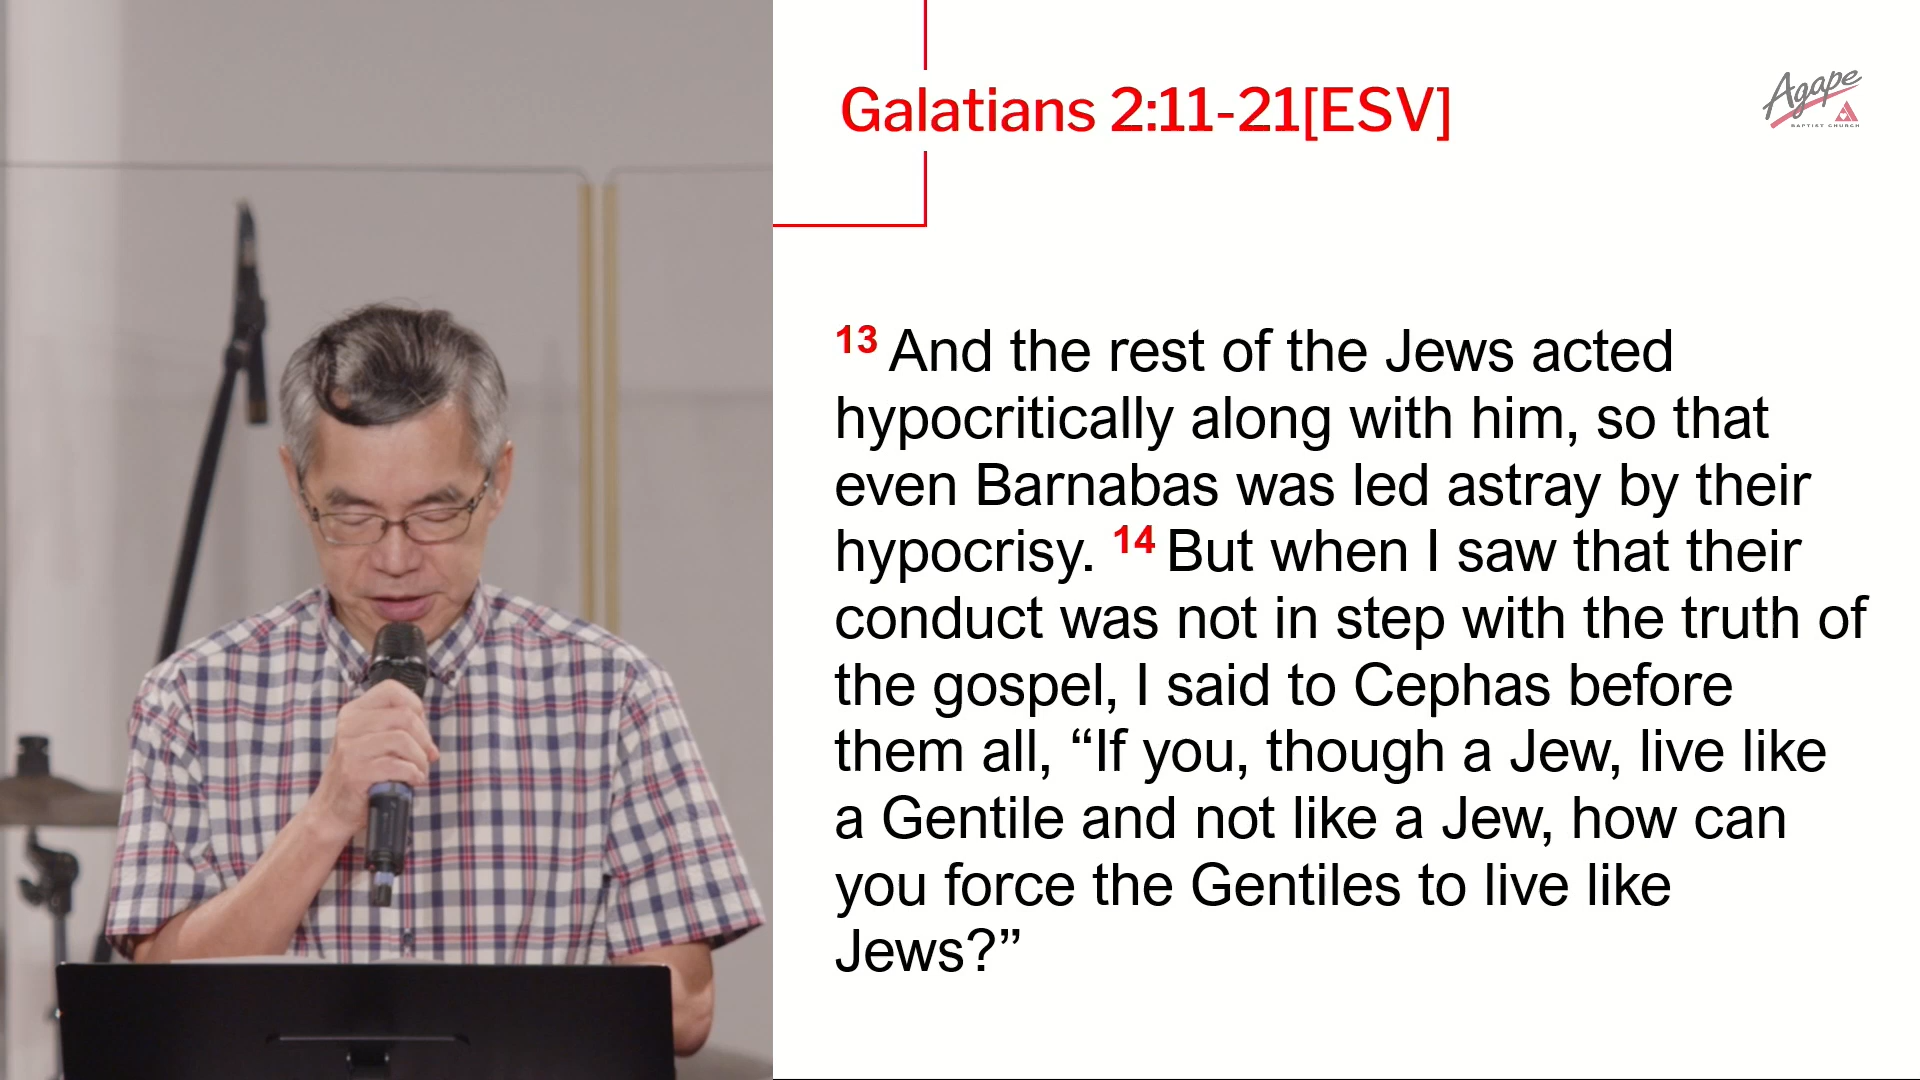 Galatians 2:11-21[ESV]
Agape
BAPTIST CHURCH
13 And the rest of the Jews acted
hypocritically along with him, so that
even Barnabas was led astray by their
hypocrisy. 14 But when I saw that their
conduct was not in step with the truth of
the gospel, I said to Cephas before
them all, “If you, though a Jew, live like
a Gentile and not like a Jew, how can
you force the Gentiles to live like
Jews?”